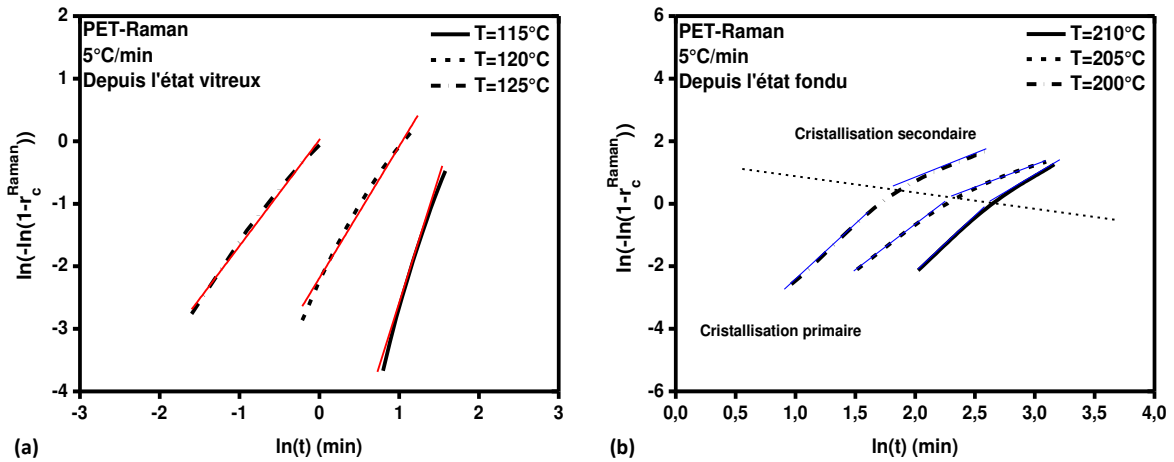 PET-Raman
5°C/min
Depuis l'état vitreux
T=115°C
T=120°C
T=125°C
ln(-ln(1-r_c^Raman))
2
1
0
-1
-2
-3
-4
-3
-2
-1
0
1
2
3
ln(t) (min)
(a)
PET-Raman
5°C/min
Depuis l'état fondu
T=210°C
T=205°C
T=200°C
Cristallisation secondaire
Cristallisation primaire
ln(-ln(1-r_c^Raman))
6
4
2
0
-2
-4
-6
0,0
0,5
1,0
1,5
2,0
2,5
3,0
3,5
4,0
ln(t) (min)
(b)